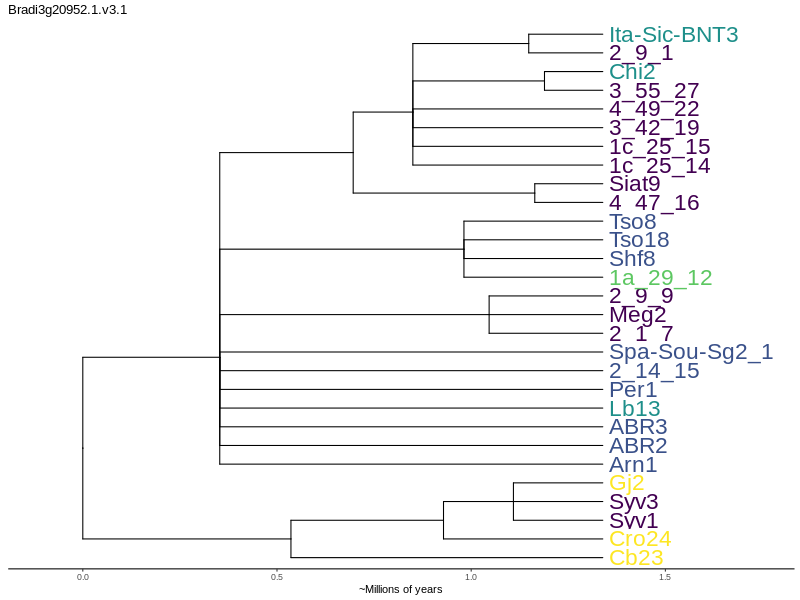 Bradi3g20952.1.v3.1
Ita-Sic-BNT3
2_9_1
Chi2
3_55_27
4_49_22
3_42_19
1c_25_15
1c_25_14
Siat9
4_47_16
Tso8
Tso18
Shf8
1a_29_12
2_9_9
Meg2
2_1_7
Spa-Sou-Sg2_1
2_14_15
Per1
Lb13
ABR3
ABR2
Arn1
Gj2
Syv3
Syv1
Cro24
Cb23
0.0 0.5 1.0 1.5
~Millions of years